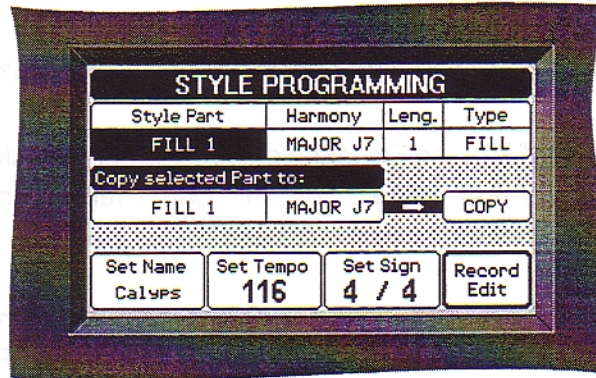 STYLE PROGRAMMING
Style Part Harmony Leng. Type
FILL 1 MAJOR J7 1 FILL
Copy selected Part to:
FILL 1 MAJOR J7 COPY
Set Name Set Tempo Set Sign Record
Calyps 116 4 / 4 Edit